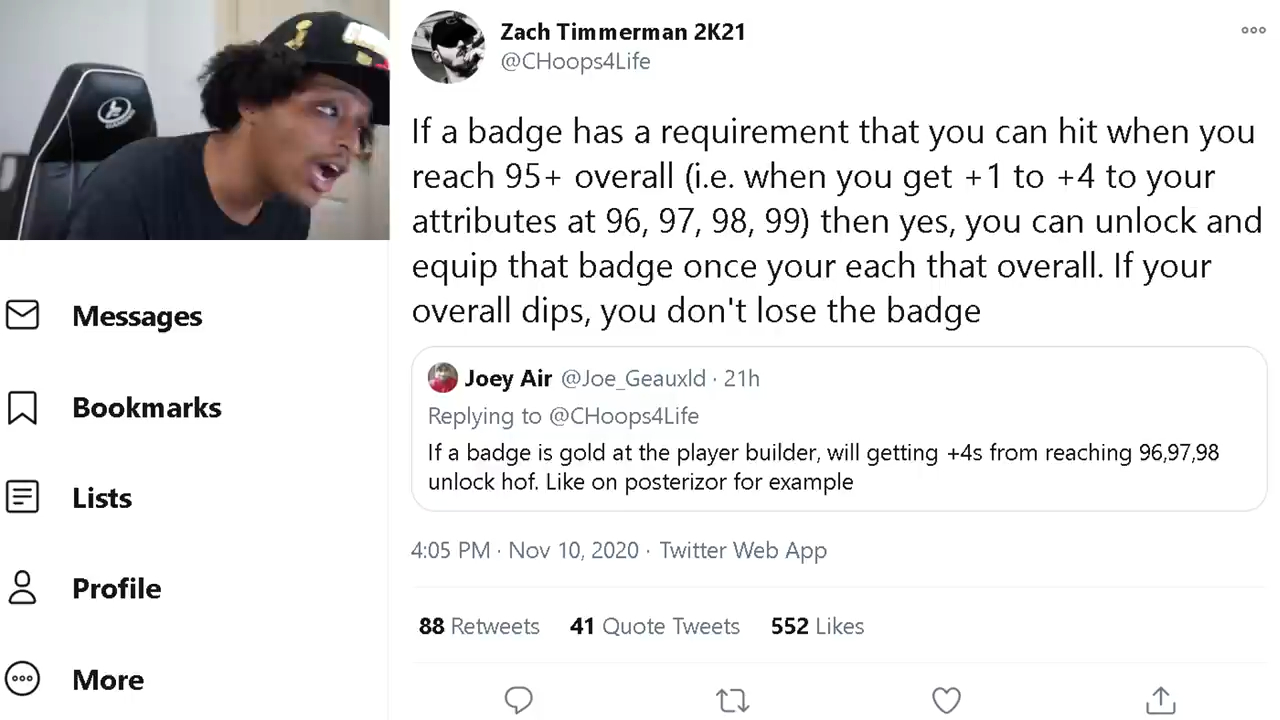 Zach Timmerman 2K21
@CHoops4Life
If a badge has a requirement that you can hit when you
reach 95+ overall (i.e. when you get +1 to +4 to your
attributes at 96, 97, 98, 99) then yes, you can unlock and
equip that badge once your each that overall. If your
overall dips, you don't lose the badge
Joey Air @Joe_Geauxld · 21h
Replying to @CHoops4Life
If a badge is gold at the player builder, will getting +4s from reaching 96,97,98
unlock hof. Like on posterizor for example
4:05 PM · Nov 10, 2020 · Twitter Web App
88 Retweets 41 Quote Tweets 552 Likes
Messages
Bookmarks
Lists
Profile
More